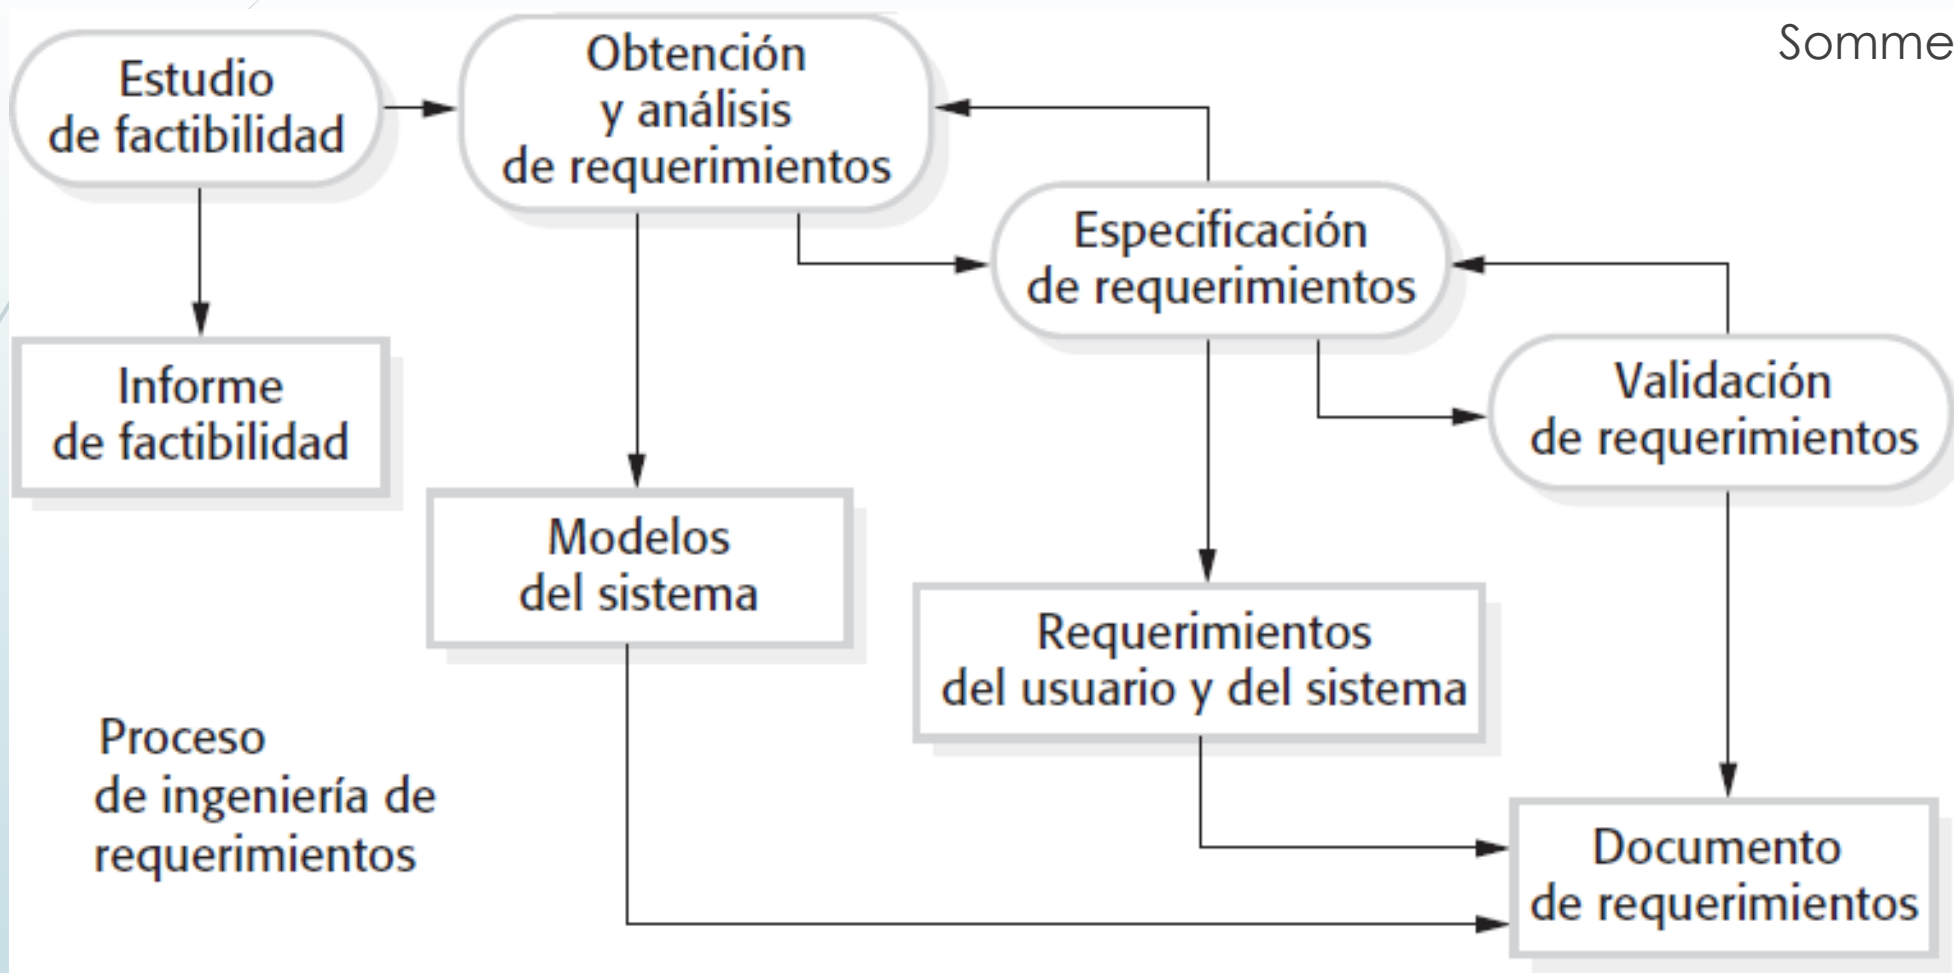 Somme
Estudio
de factibilidad
Obtención
y análisis
de requerimientos
Especificación
de requerimientos
Validación
de requerimientos
Informe
de factibilidad
Modelos
del sistema
Requerimientos
del usuario y del sistema
Documento
de requerimientos
Proceso
de ingeniería de
requerimientos